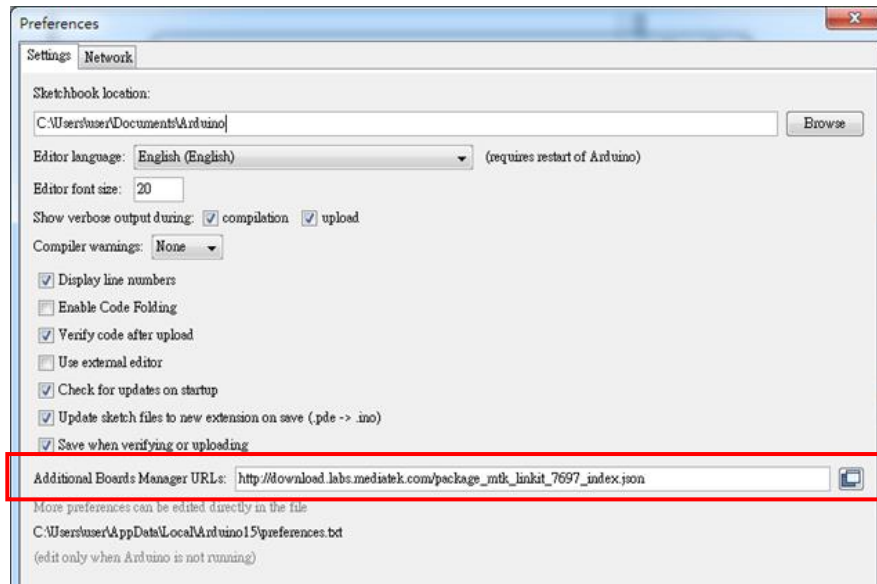 Preferences
Settings Network
Sketchbook location:
C:\Users\user\Documents\Arduino Browse
Editor language: English (English) (requires restart of Arduino)
Editor font size: 20
Show verbose output during: compilation upload
Compiler warnings: None
Display line numbers
Enable Code Folding
Verify code after upload
Use external editor
Check for updates on startup
Update sketch files to new extension on save (.pde -> .ino)
Save when verifying or uploading
Additional Boards Manager URLs: http://download.labs.mediatek.com/package_mtk_linkit_7697_index.json
More preferences can be edited directly in the file
C:\Users\user\AppData\Local\Arduino15\preferences.txt
(edit only when Arduino is not running)